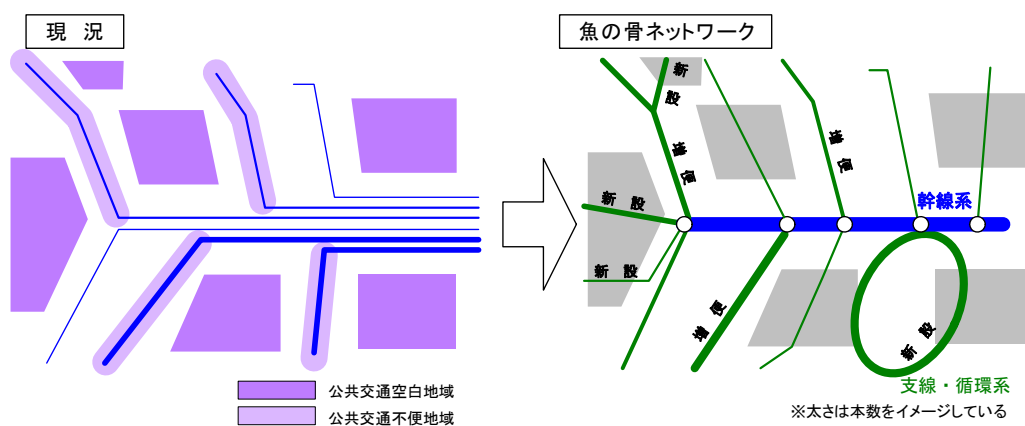 現 況
公共交通空白地域
公共交通不便地域
魚の骨ネットワーク
新 設
増 便
増 便
新 設
新 設
幹線系
増 便
新 設
支線・循環系
※太さは本数をイメージしている